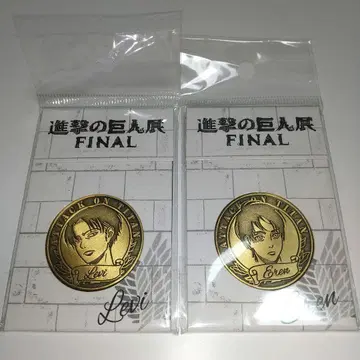 進撃の巨人展
FINAL
ATTACK ON TITAN
Levi
Levi
進撃の巨人展
FINAL
ATTACK ON TITAN
Eren
Eren